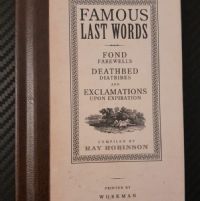 FAMOUS
LAST WORDS
FOND
FAREWELLS
DEATHBED
DIATRIBES
AND
EXCLAMATIONS
UPON EXPIRATION
COMPILED BY
RAY ROBINSON
PRINTED BY
WORKMAN